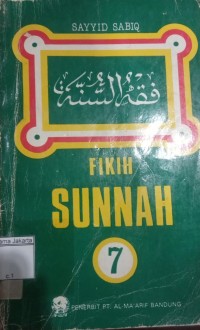 SAYYID SABIQ
فقه السنة
FIKIH
SUNNAH
7
PENERBIT PT. AL-MA'ARIF BANDUNG